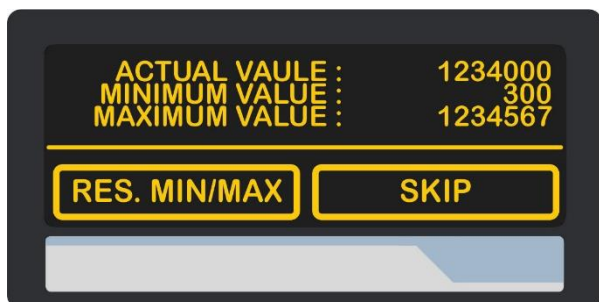 ACTUAL VAULE : 1234000
MINIMUM VALUE : 300
MAXIMUM VALUE : 1234567
RES. MIN/MAX SKIP